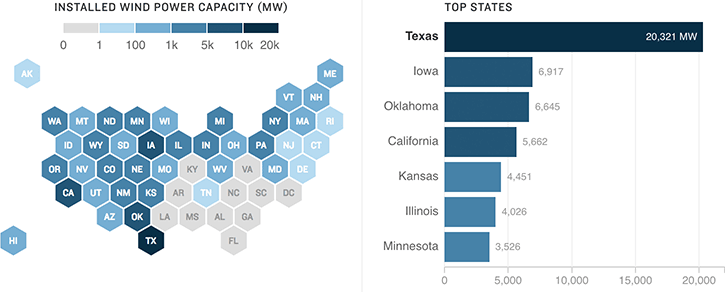 INSTALLED WIND POWER CAPACITY (MW)
0 1 100 1k 5k 10k 20k
AK ME
VT NH
WA MT ND MN WI MI NY MA RI
ID WY SD IA IL IN OH PA NJ CT
OR NV CO NE MO KY WV VA MD DE
CA UT NM KS AR TN NC SC DC
AZ OK LA MS AL GA
HI TX FL
TOP STATES
Texas 20,321 MW
Iowa 6,917
Oklahoma 6,645
California 5,662
Kansas 4,451
Illinois 4,026
Minnesota 3,526
0 5,000 10,000 15,000 20,000